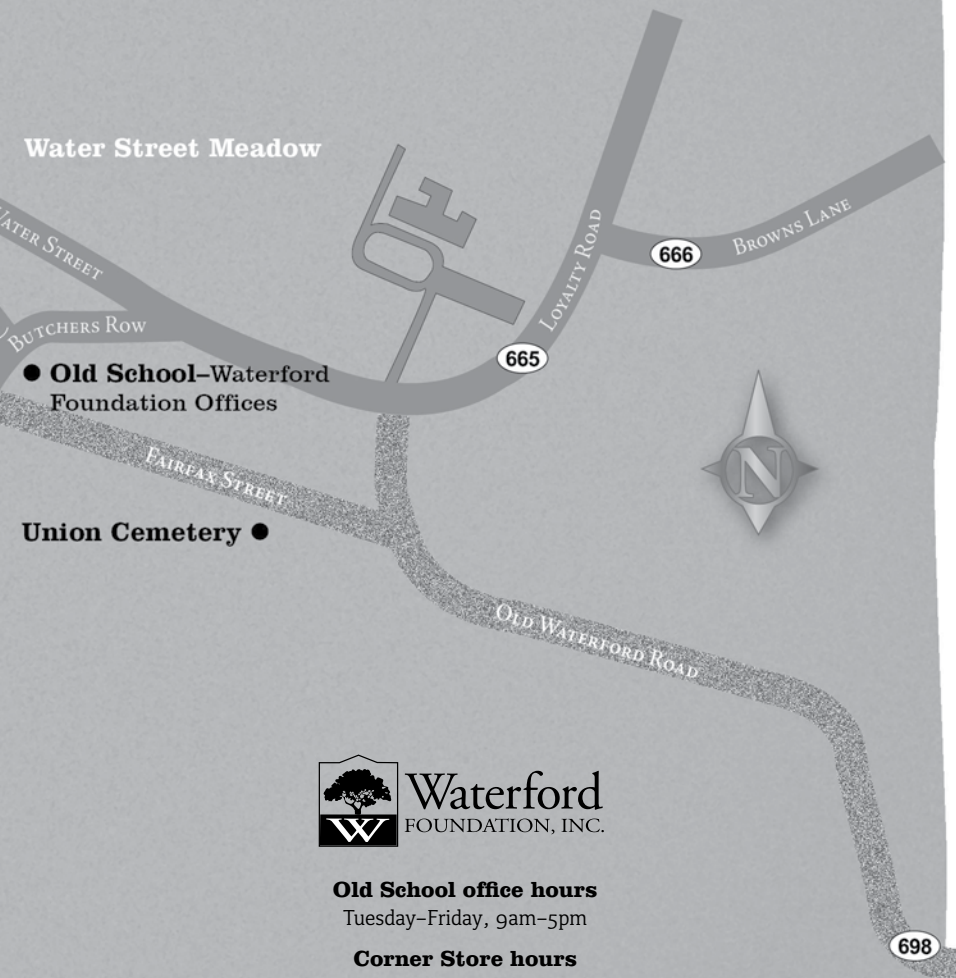 Water Street Meadow
Water Street
Loyalty Road
666
Browns Lane
Butchers Row
665
Old School–Waterford
Foundation Offices
N
Fairfax Street
Union Cemetery
Old Waterford Road
W
Waterford
FOUNDATION, INC.
Old School office hours
Tuesday–Friday, 9am–5pm
698
Corner Store hours